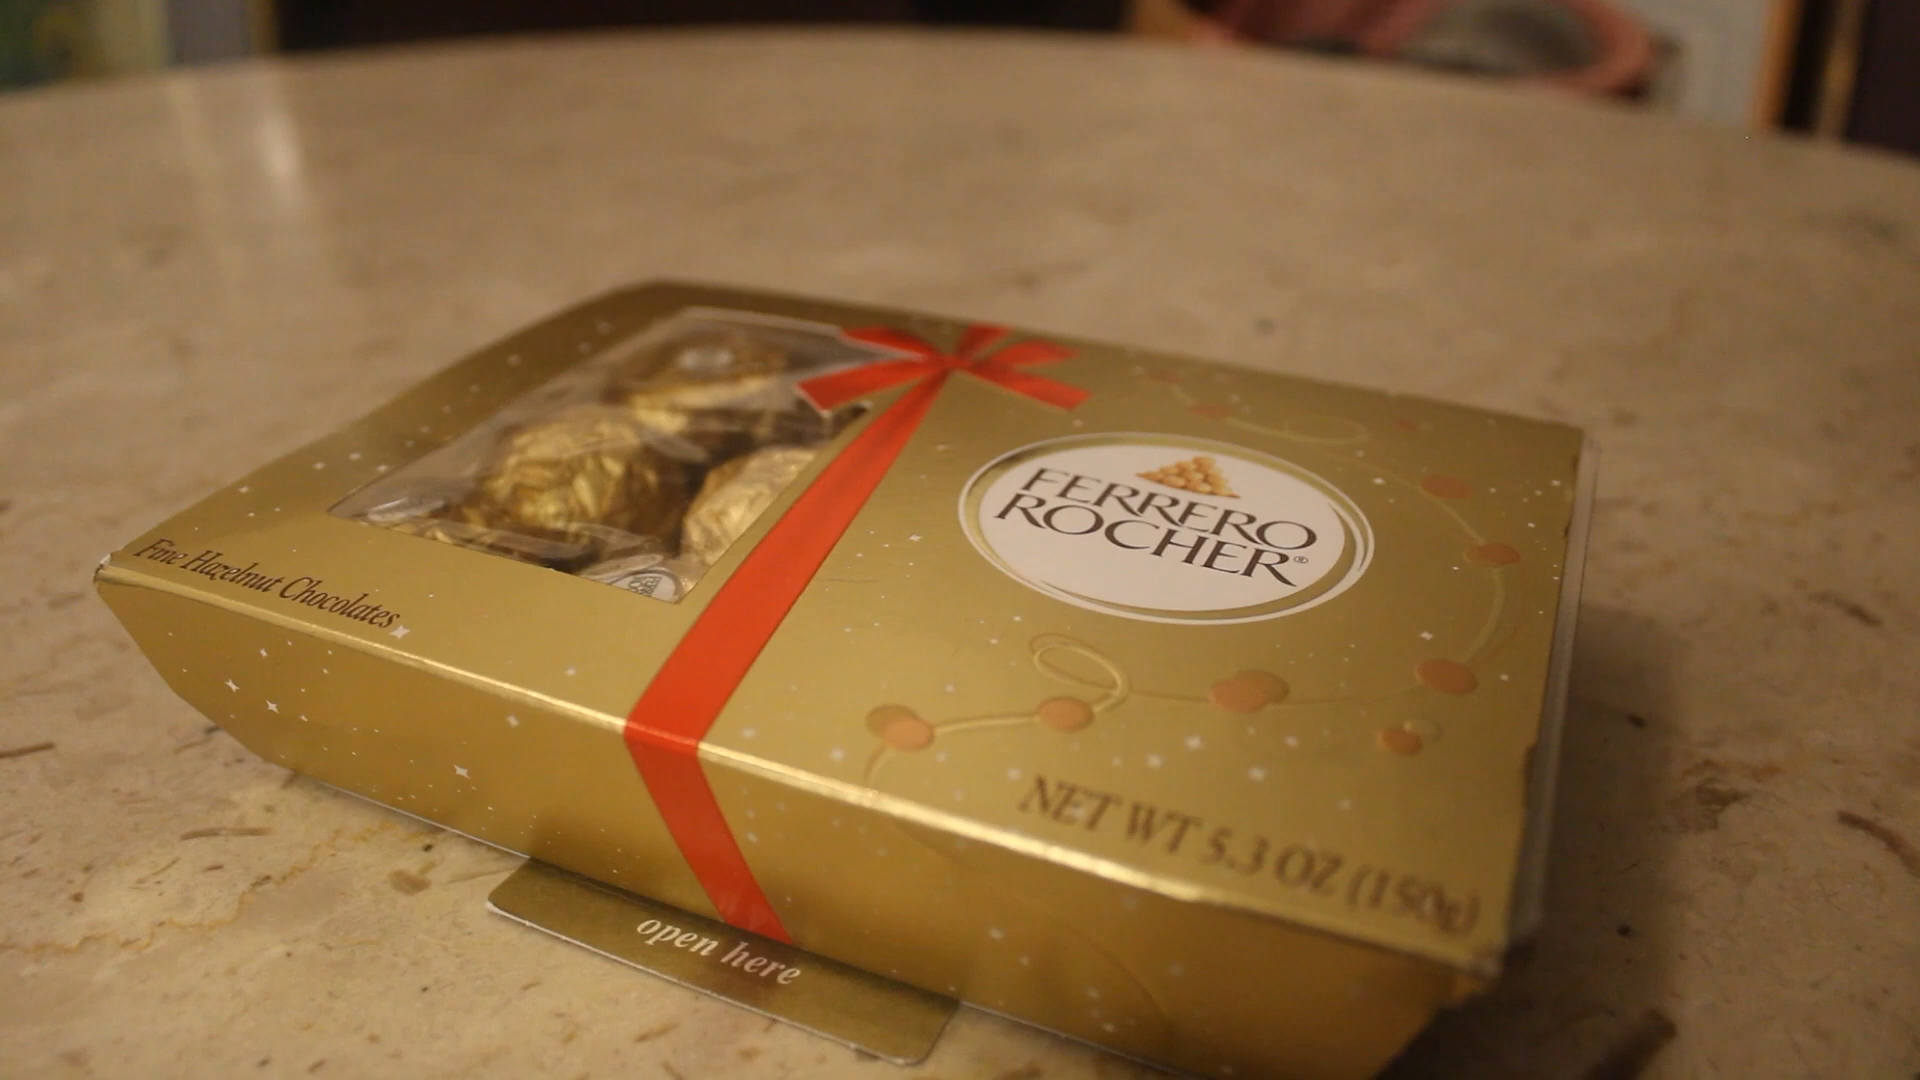 Fine Hazelnut Chocolates
FERRERO
ROCHER®
NET WT 5.3 OZ (150g)
open here